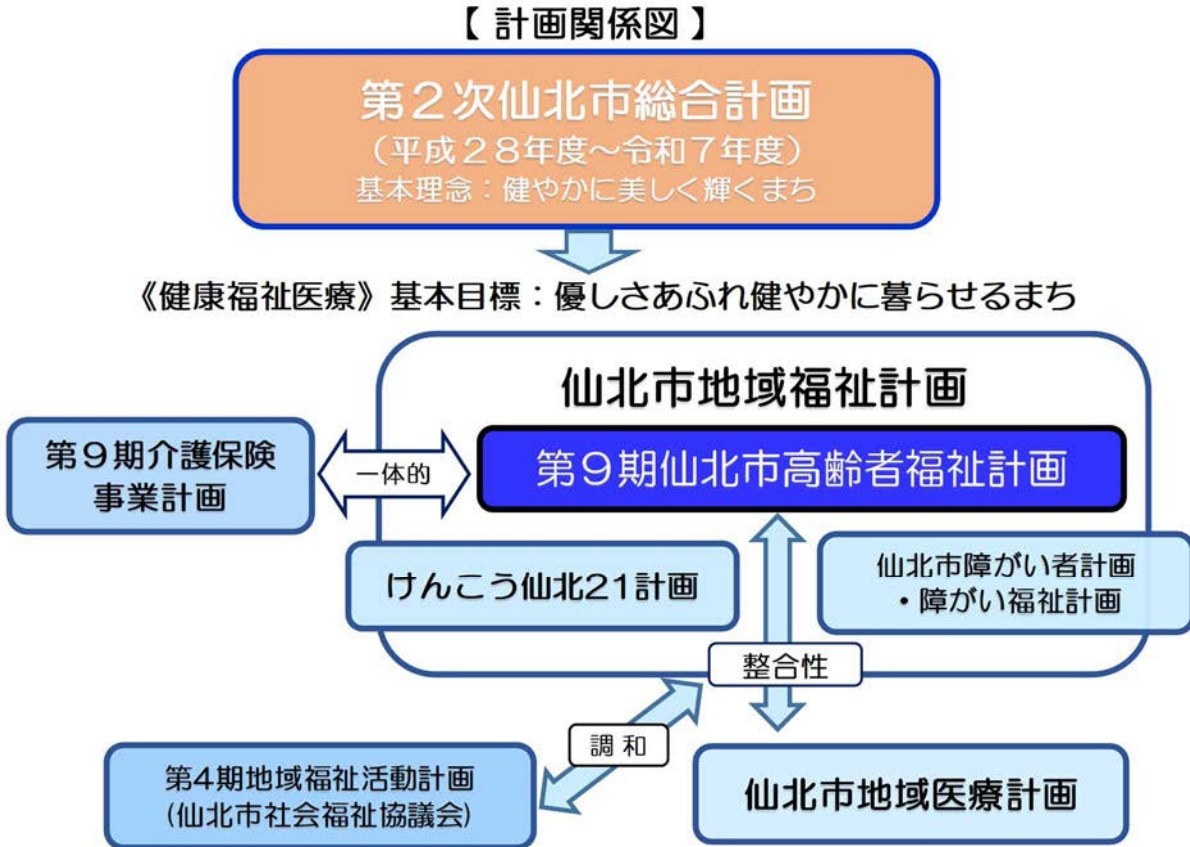 【 計画関係図 】
第２次仙北市総合計画
（平成２８年度～令和７年度）
基本理念：健やかに美しく輝くまち
《健康福祉医療》基本目標：優しさあふれ健やかに暮らせるまち
仙北市地域福祉計画
第９期介護保険
事業計画
一体的
第９期仙北市高齢者福祉計画
けんこう仙北21計画
仙北市障がい者計画
・障がい福祉計画
整合性
調 和
第4期地域福祉活動計画
(仙北市社会福祉協議会)
仙北市地域医療計画